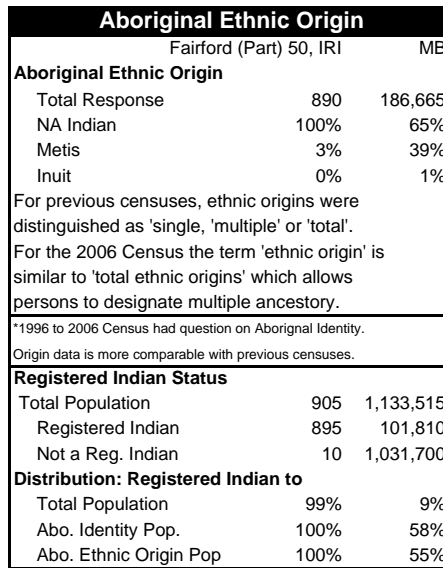 Aboriginal Ethnic Origin
Fairford (Part) 50, IRI MB
Aboriginal Ethnic Origin
Total Response 890 186,665
NA Indian 100% 65%
Metis 3% 39%
Inuit 0% 1%
For previous censuses, ethnic origins were
distinguished as 'single, 'multiple' or 'total'.
For the 2006 Census the term 'ethnic origin' is
similar to 'total ethnic origins' which allows
persons to designate multiple ancestory.
*1996 to 2006 Census had question on Aborignal Identity.
Origin data is more comparable with previous censuses.
Registered Indian Status
Total Population 905 1,133,515
Registered Indian 895 101,810
Not a Reg. Indian 10 1,031,700
Distribution: Registered Indian to
Total Population 99% 9%
Abo. Identity Pop. 100% 58%
Abo. Ethnic Origin Pop 100% 55%